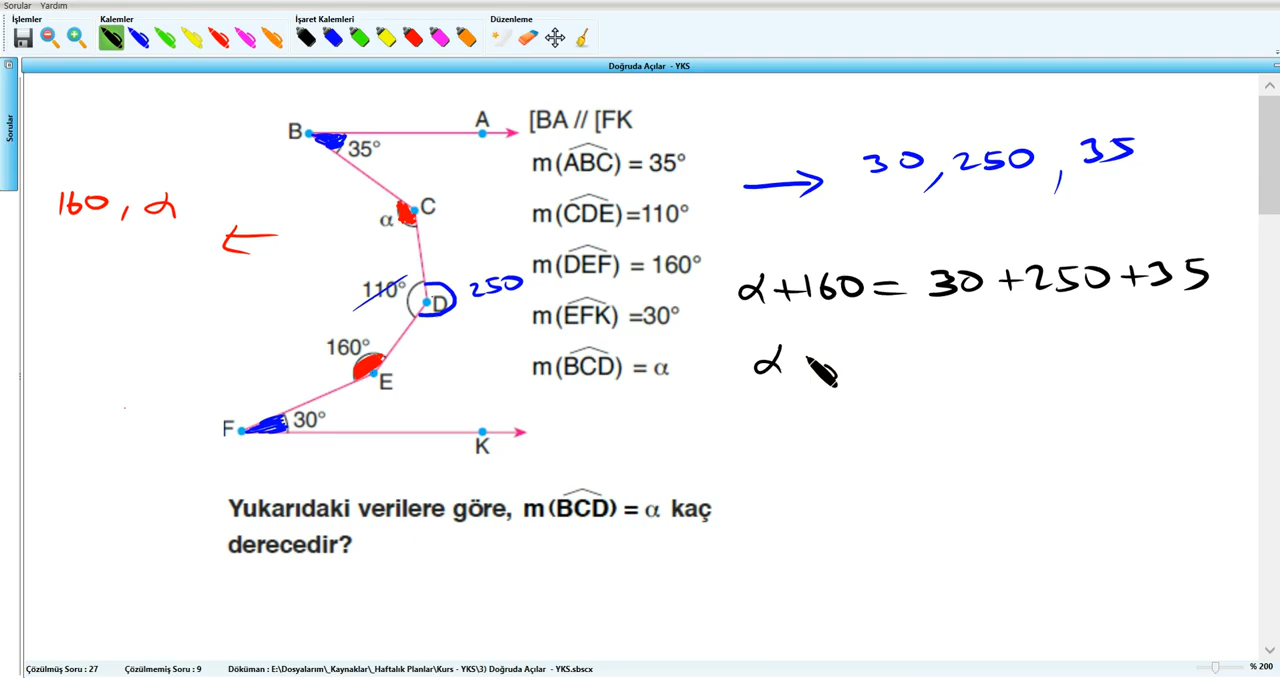 Sorular Yardım
İşlemler Kalemler İşaret Kalemleri Düzenleme
Doğruda Açılar - YKS
Sorular
B A [BA // [FK
35° m(ABC) = 35° 30, 250, 35
160, α α C m(CDE) =110°
110° 250 D m(DEF) = 160° α + 160 = 30 + 250 + 35
160° m(EFK) =30°
E m(BCD) = α α
F 30°
K
Yukarıdaki verilere göre, m(BCD) = α kaç
derecedir?
Çözülmüş Soru : 27 Çözülmemiş Soru : 9 Döküman : E:\Dosyalarım\_Kaynaklar\_Haftalık Planlar\Kurs - YKS\3) Doğruda Açılar - YKS.sbscx % 200